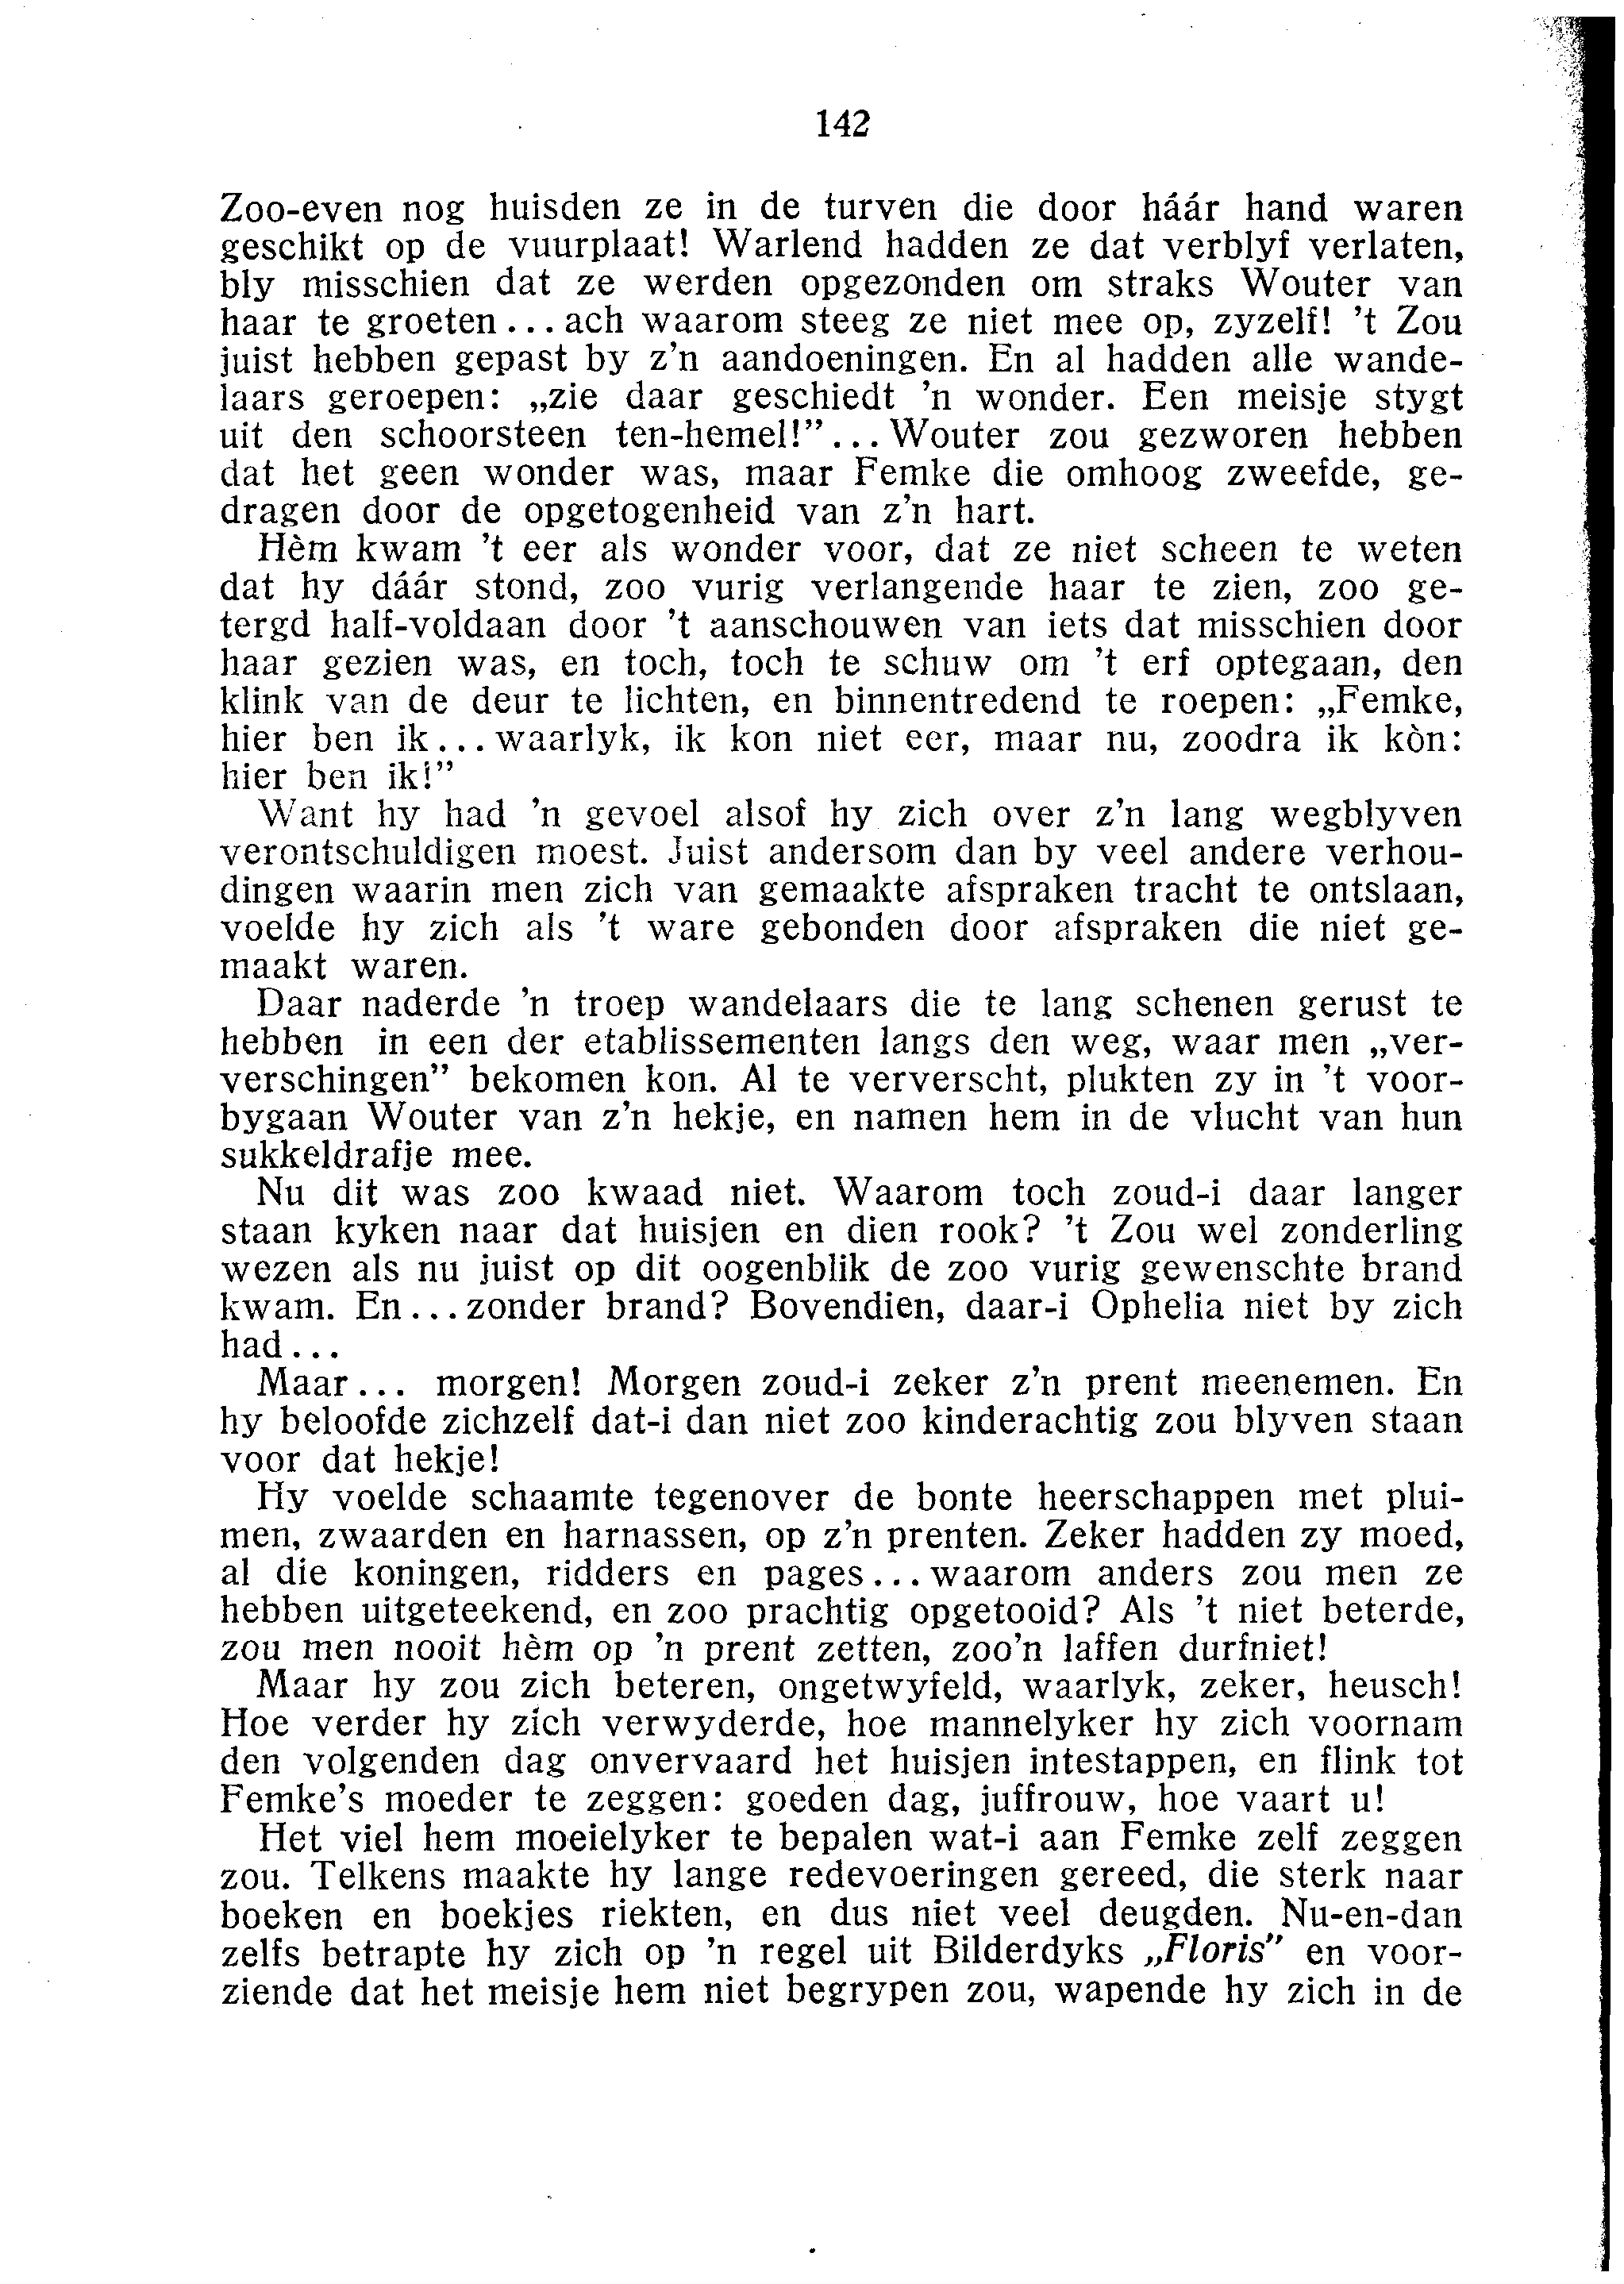 142
Zoo-even nog huisden ze in de turven die door háár hand waren
geschikt op de vuurplaat! Warlend hadden ze dat verblyf verlaten,
bly misschien dat ze werden opgezonden om straks Wouter van
haar te groeten... ach waarom steeg ze niet mee op, zyzelf! 't Zou
juist hebben gepast by z'n aandoeningen. En al hadden alle wande-
laars geroepen: „zie daar geschiedt 'n wonder. Een meisje stygt
uit den schoorsteen ten-hemel!”... Wouter zou gezworen hebben
dat het geen wonder was, maar Femke die omhoog zweefde, ge-
dragen door de opgetogenheid van z'n hart.
Hèm kwam 't eer als wonder voor, dat ze niet scheen te weten
dat hy dáár stond, zoo vurig verlangende haar te zien, zoo ge-
tergd half-voldaan door 't aanschouwen van iets dat misschien door
haar gezien was, en toch, toch te schuw om 't erf optegaan, den
klink van de deur te lichten, en binnentredend te roepen: „Femke,
hier ben ik... waarlyk, ik kon niet eer, maar nu, zoodra ik kòn:
hier ben ik!”
Want hy had 'n gevoel alsof hy zich over z'n lang wegblyven
verontschuldigen moest. Juist andersom dan by veel andere verhou-
dingen waarin men zich van gemaakte afspraken tracht te ontslaan,
voelde hy zich als 't ware gebonden door afspraken die niet ge-
maakt waren.
Daar naderde 'n troep wandelaars die te lang schenen gerust te
hebben in een der etablissementen langs den weg, waar men „ver-
verschingen” bekomen kon. Al te ververscht, plukten zy in 't voor-
bygaan Wouter van z'n hekje, en namen hem in de vlucht van hun
sukkeldrafje mee.
Nu dit was zoo kwaad niet. Waarom toch zoud-i daar langer
staan kyken naar dat huisjen en dien rook? 't Zou wel zonderling
wezen als nu juist op dit oogenblik de zoo vurig gewenschte brand
kwam. En... zonder brand? Bovendien, daar-i Ophelia niet by zich
had...
Maar... morgen! Morgen zoud-i zeker z'n prent meenemen. En
hy beloofde zichzelf dat-i dan niet zoo kinderachtig zou blyven staan
voor dat hekje!
Hy voelde schaamte tegenover de bonte heerschappen met plui-
men, zwaarden en harnassen, op z'n prenten. Zeker hadden zy moed,
al die koningen, ridders en pages... waarom anders zou men ze
hebben uitgeteekend, en zoo prachtig opgetooid? Als 't niet beterde,
zou men nooit hèm op 'n prent zetten, zoo'n laffen durfniet!
Maar hy zou zich beteren, ongetwyfeld, waarlyk, zeker, heusch!
Hoe verder hy zich verwyderde, hoe mannelyker hy zich voornam
den volgenden dag onvervaard het huisjen intestappen, en flink tot
Femke's moeder te zeggen: goeden dag, juffrouw, hoe vaart u!
Het viel hem moeielyker te bepalen wat-i aan Femke zelf zeggen
zou. Telkens maakte hy lange redevoeringen gereed, die sterk naar
boeken en boekjes riekten, en dus niet veel deugden. Nu-en-dan
zelfs betrapte hy zich op 'n regel uit Bilderdyks „Floris” en voor-
ziende dat het meisje hem niet begrypen zou, wapende hy zich in de